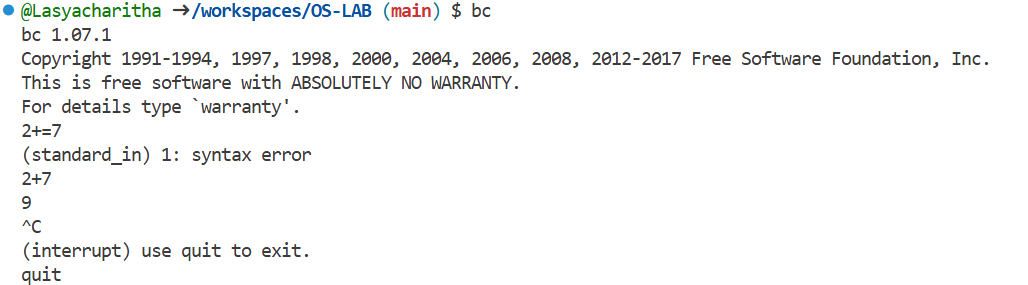 @Lasyacharitha →/workspaces/OS-LAB (main) $ bc
bc 1.07.1
Copyright 1991-1994, 1997, 1998, 2000, 2004, 2006, 2008, 2012-2017 Free Software Foundation, Inc.
This is free software with ABSOLUTELY NO WARRANTY.
For details type `warranty'.
2+=7
(standard_in) 1: syntax error
2+7
9
^C
(interrupt) use quit to exit.
quit